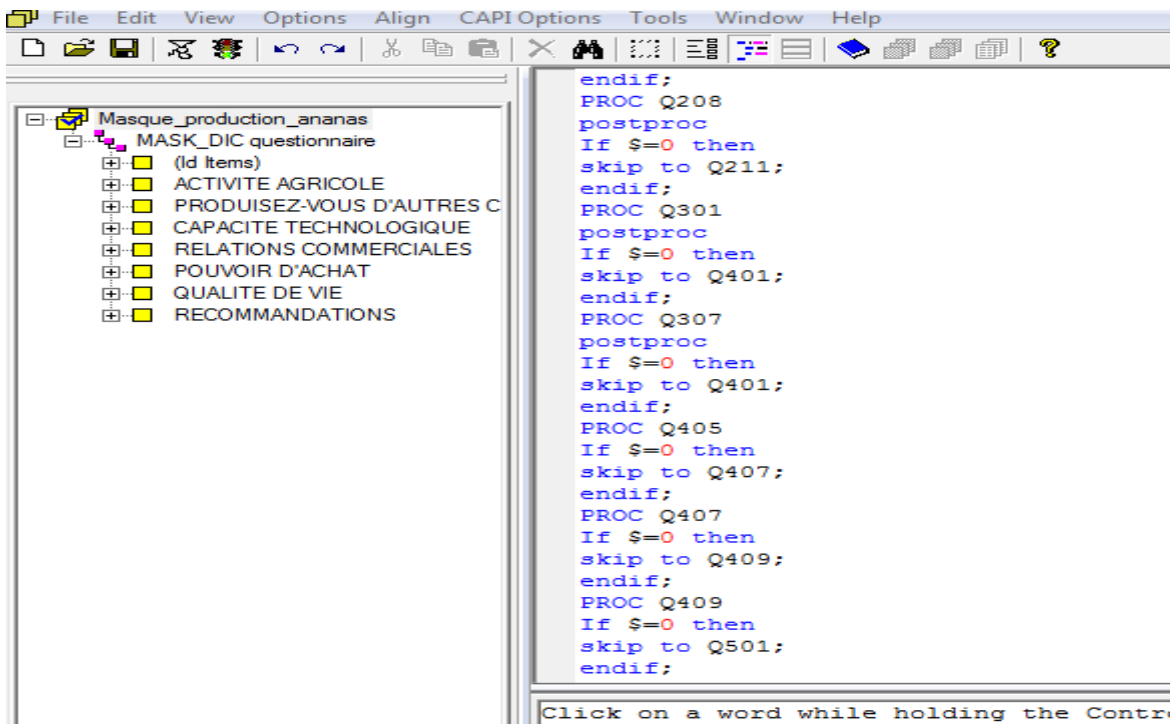 File Edit View Options Align CAPI Options Tools Window Help
Masque_production_ananas
MASK_DIC questionnaire
(Id Items)
ACTIVITE AGRICOLE
PRODUISEZ-VOUS D'AUTRES C
CAPACITE TECHNOLOGIQUE
RELATIONS COMMERCIALES
POUVOIR D'ACHAT
QUALITE DE VIE
RECOMMANDATIONS
endif;
PROC Q208
postproc
If $=0 then
skip to Q211;
endif;
PROC Q301
postproc
If $=0 then
skip to Q401;
endif;
PROC Q307
postproc
If $=0 then
skip to Q401;
endif;
PROC Q405
If $=0 then
skip to Q407;
endif;
PROC Q407
If $=0 then
skip to Q409;
endif;
PROC Q409
If $=0 then
skip to Q501;
endif;
Click on a word while holding the Contr